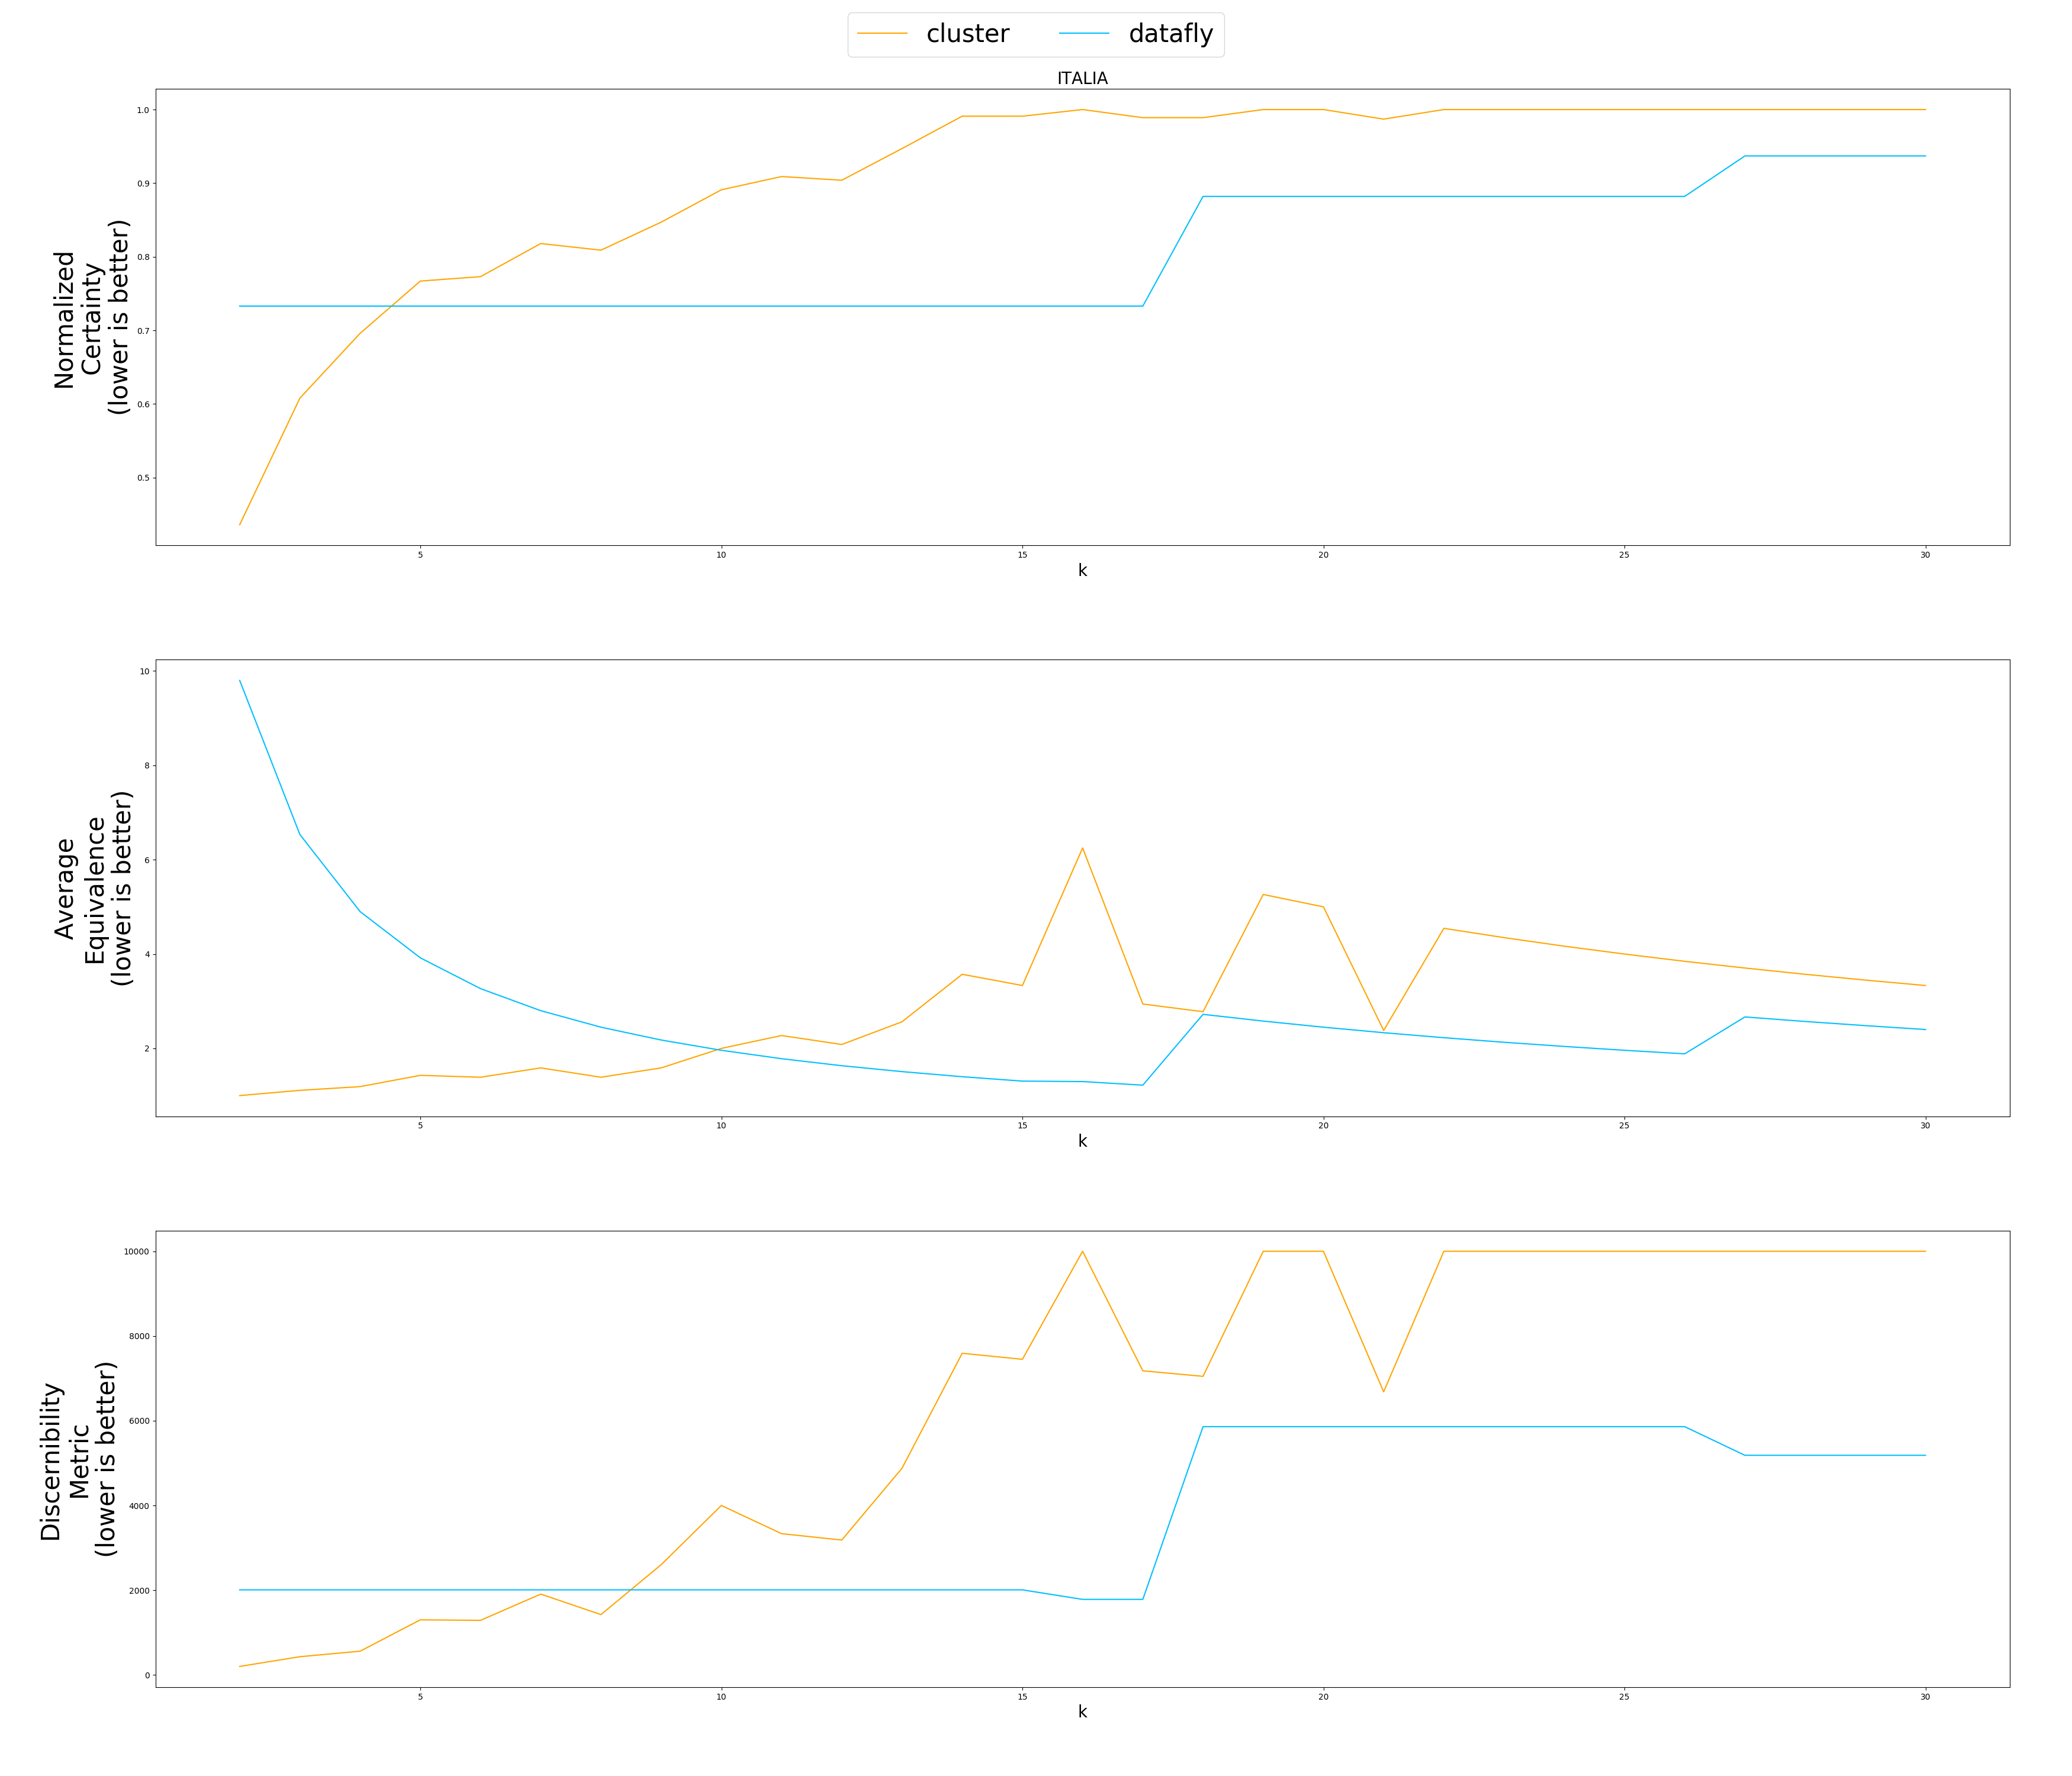 cluster datafly
ITALIA
Normalized
Certainty
(lower is better)
1.0
0.9
0.8
0.7
0.6
0.5
5 10 15 20 25 30
k
Average
Equivalence
(lower is better)
10
8
6
4
2
5 10 15 20 25 30
k
Discernibility
Metric
(lower is better)
10000
8000
6000
4000
2000
0
5 10 15 20 25 30
k